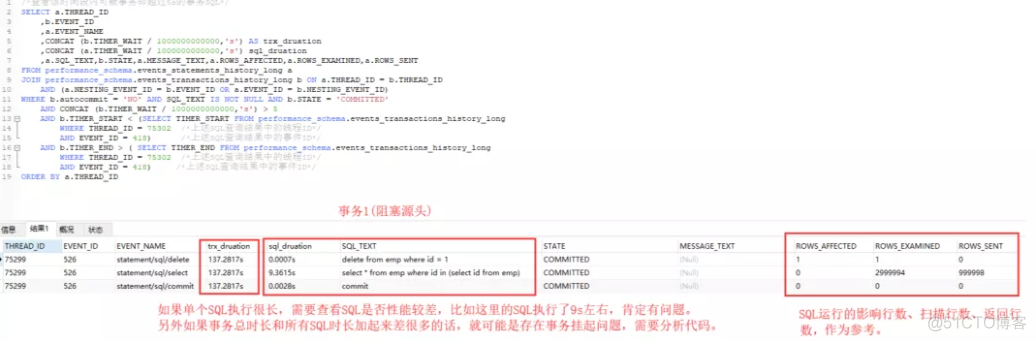 /*查看该时间段内可疑事务即超过5s的事务SQL*/
SELECT a.THREAD_ID
,b.EVENT_ID
,a.EVENT_NAME
,CONCAT (b.TIMER_WAIT / 1000000000000,'s') AS trx_druation
,CONCAT (a.TIMER_WAIT / 1000000000000,'s') sql_druation
,a.SQL_TEXT,b.STATE,a.MESSAGE_TEXT,a.ROWS_AFFECTED,a.ROWS_EXAMINED,a.ROWS_SENT
FROM performance_schema.events_statements_history_long a
JOIN performance_schema.events_transactions_history_long b ON a.THREAD_ID = b.THREAD_ID
AND (a.NESTING_EVENT_ID = b.EVENT_ID OR a.EVENT_ID = b.NESTING_EVENT_ID)
WHERE b.autocommit = 'NO' AND SQL_TEXT IS NOT NULL AND b.STATE = 'COMMITTED'
AND CONCAT (b.TIMER_WAIT / 1000000000000,'s') > 5
AND b.TIMER_START < (SELECT TIMER_START FROM performance_schema.events_transactions_history_long
WHERE THREAD_ID = 75302 /*上述SQL查询结果中的线程ID*/
AND EVENT_ID = 418) /*上述SQL查询结果中的事件ID*/
AND b.TIMER_END > ( SELECT TIMER_END FROM performance_schema.events_transactions_history_long
WHERE THREAD_ID = 75302 /*上述SQL查询结果中的线程ID*/
AND EVENT_ID = 418) /*上述SQL查询结果中的事件ID*/
ORDER BY a.THREAD_ID
事务1(阻塞源头)
信息 结果1 概况 状态
THREAD_ID EVENT_ID EVENT_NAME trx_druation sql_druation SQL_TEXT STATE MESSAGE_TEXT ROWS_AFFECTED ROWS_EXAMINED ROWS_SENT
75299 526 statement/sql/delete 137.2817s 0.0007s delete from emp where id = 1 COMMITTED (Null) 1 1 0
75299 526 statement/sql/select 137.2817s 9.3615s select * from emp where id in (select id from emp) COMMITTED (Null) 0 2999994 999998
75299 526 statement/sql/commit 137.2817s 0.0028s commit COMMITTED (Null) 0 0 0
如果单个SQL执行很长，需要查看SQL是否性能较差，比如这里的SQL执行了9s左右，肯定有问题。
另外如果事务总时长和所有SQL时长加起来差很多的话，就可能是存在事务挂起问题，需要分析代码。
SQL运行的影响行数、扫描行数、返回行
数，作为参考。
@51CTO博客